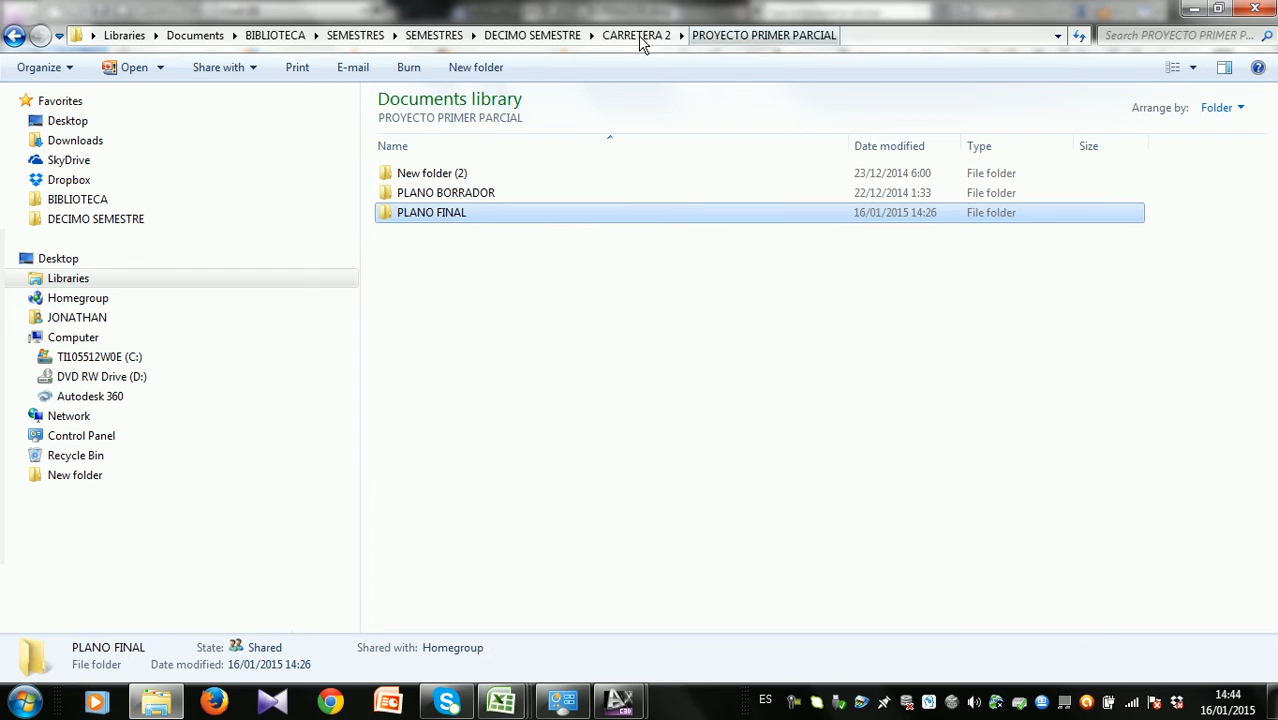 Libraries Documents BIBLIOTECA SEMESTRES SEMESTRES DECIMO SEMESTRE CARRETERA 2 PROYECTO PRIMER PARCIAL Search PROYECTO PRIMER P...
Organize Open Share with Print E-mail Burn New folder
Favorites
Desktop
Downloads
SkyDrive
Dropbox
BIBLIOTECA
DECIMO SEMESTRE
Desktop
Libraries
Homegroup
JONATHAN
Computer
TI105512W0E (C:)
DVD RW Drive (D:)
Autodesk 360
Network
Control Panel
Recycle Bin
New folder
Documents library
PROYECTO PRIMER PARCIAL
Arrange by: Folder
Name Date modified Type Size
New folder (2) 23/12/2014 6:00 File folder
PLANO BORRADOR 22/12/2014 1:33 File folder
PLANO FINAL 16/01/2015 14:26 File folder
PLANO FINAL State: Shared Shared with: Homegroup
File folder Date modified: 16/01/2015 14:26
ES
14:44
16/01/2015